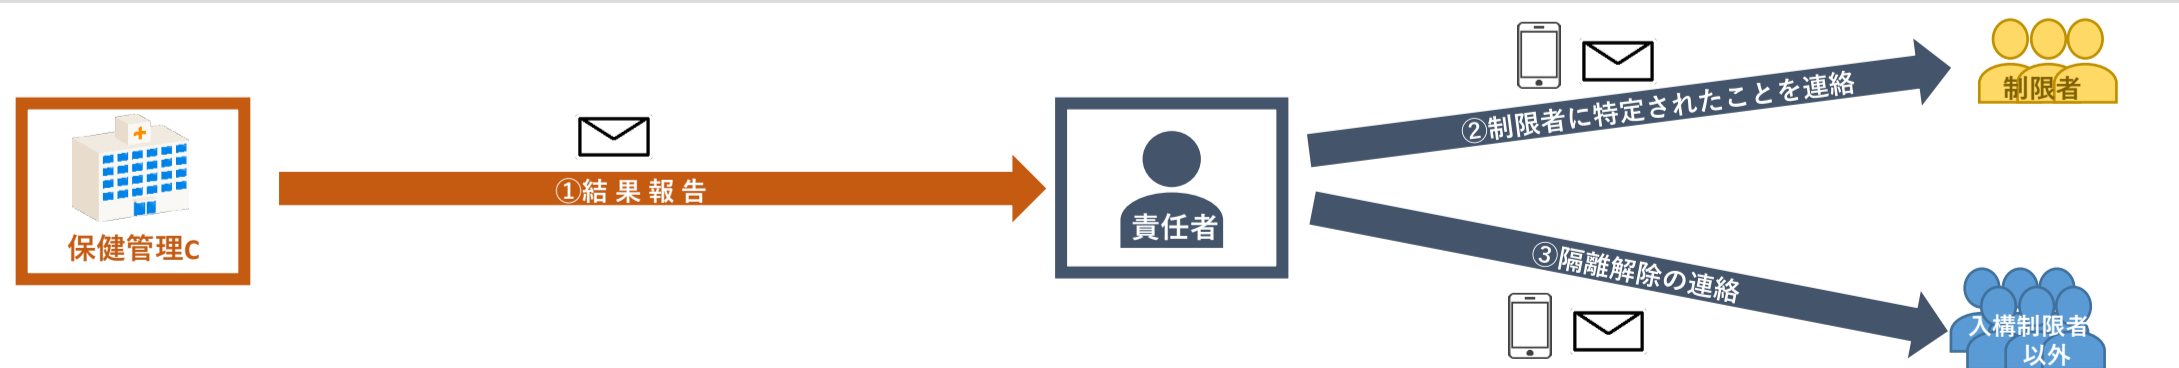 保健管理C
①結果報告
責任者
②制限者に特定されたことを連絡
制限者
③隔離解除の連絡
入構制限者
以外